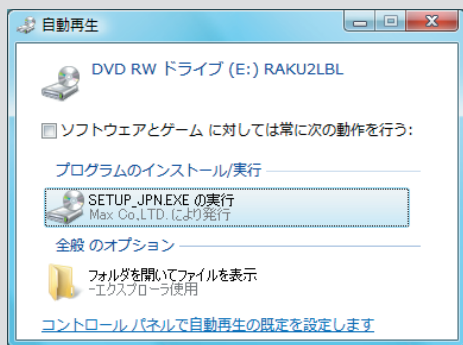 自動再生
DVD RW ドライブ (E:) RAKU2LBL
ソフトウェアとゲーム に対しては常に次の動作を行う:
プログラムのインストール/実行
SETUP_JPN.EXE の実行
Max Co,LTD. により発行
全般 のオプション
フォルダを開いてファイルを表示
-エクスプローラ使用
コントロール パネルで自動再生の既定を設定します